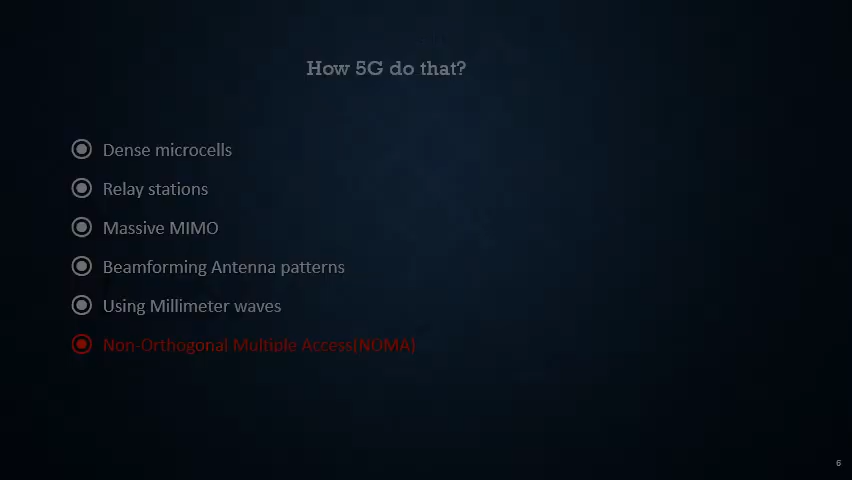 How 5G do that?
Dense microcells
Relay stations
Massive MIMO
Beamforming Antenna patterns
Using Millimeter waves
Non-Orthogonal Multiple Access(NOMA)
6